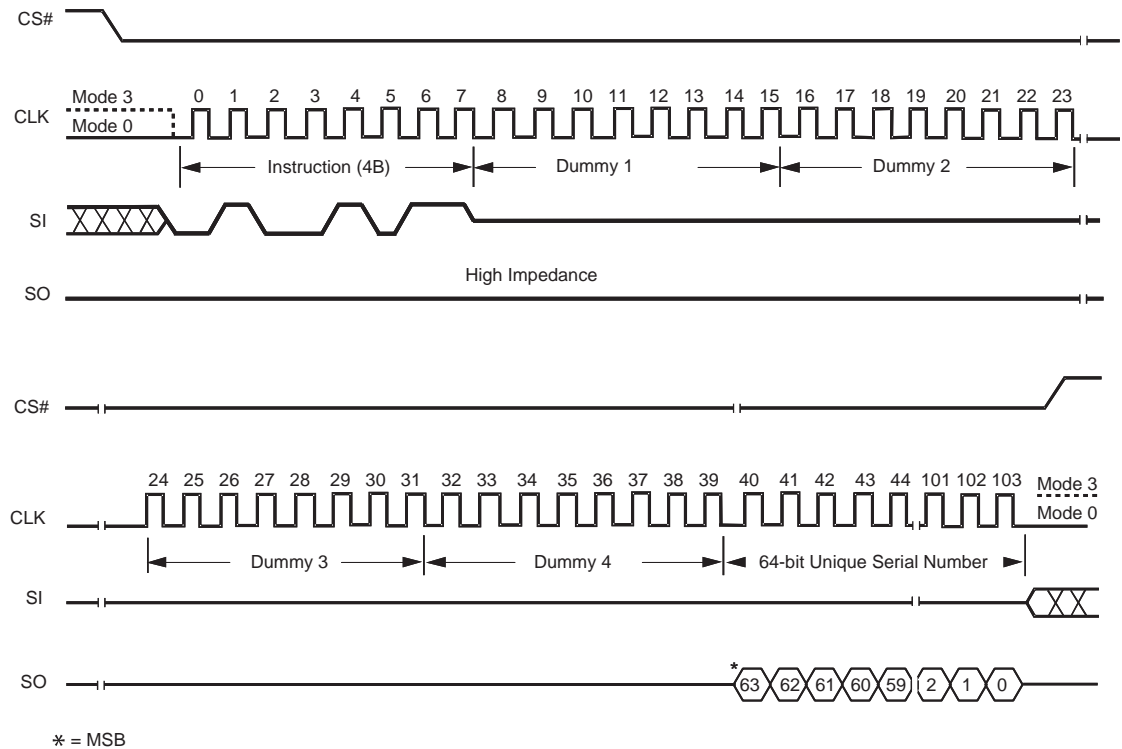 CS#
Mode 3
CLK
Mode 0
0 1 2 3 4 5 6 7 8 9 10 11 12 13 14 15 16 17 18 19 20 21 22 23
Instruction (4B) Dummy 1 Dummy 2
SI
High Impedance
SO
CS#
24 25 26 27 28 29 30 31 32 33 34 35 36 37 38 39 40 41 42 43 44 101 102 103
Mode 3
CLK
Mode 0
Dummy 3 Dummy 4 64-bit Unique Serial Number
SI
*
SO 63 62 61 60 59 2 1 0
* = MSB